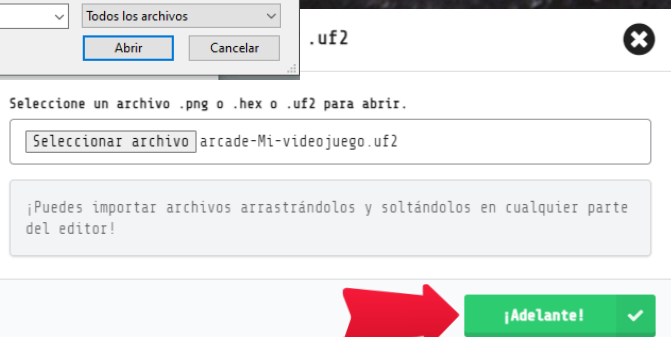 Todos los archivos
Abrir
Cancelar
.uf2
Seleccione un archivo .png o .hex o .uf2 para abrir.
Seleccionar archivo arcade-Mi-videojuego.uf2
¡Puedes importar archivos arrastrándolos y soltándolos en cualquier parte
del editor!
¡Adelante!